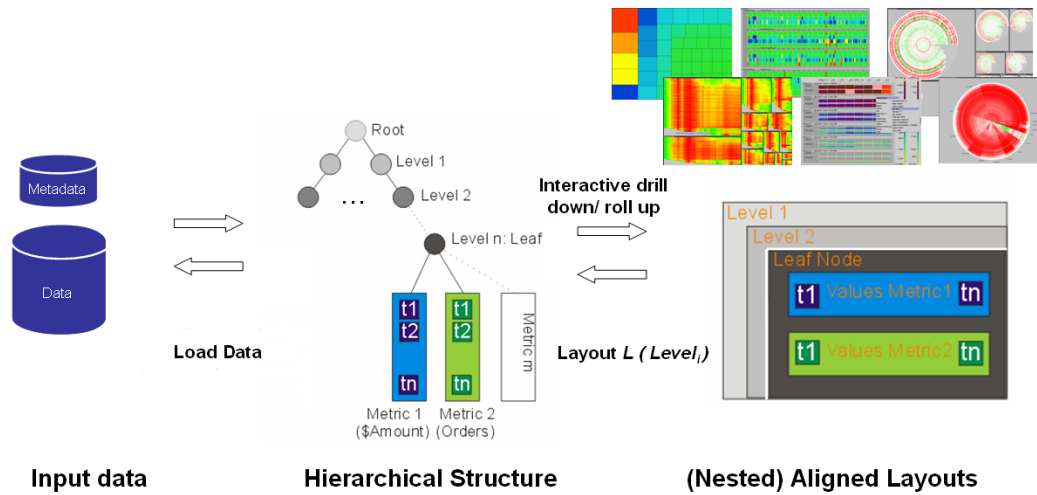 Metadata
Data
Load Data
Root
Level 1
Level 2
...
Level n: Leaf
t1
t2
tn
t1
t2
tn
Metric m
Metric 1
($Amount)
Metric 2
(Orders)
Interactive drill
down/ roll up
Layout L ( Leveli)
Level 1
Level 2
Leaf Node
t1 Values Metric1 tn
t1 Values Metric2 tn
Input data
Hierarchical Structure
(Nested) Aligned Layouts